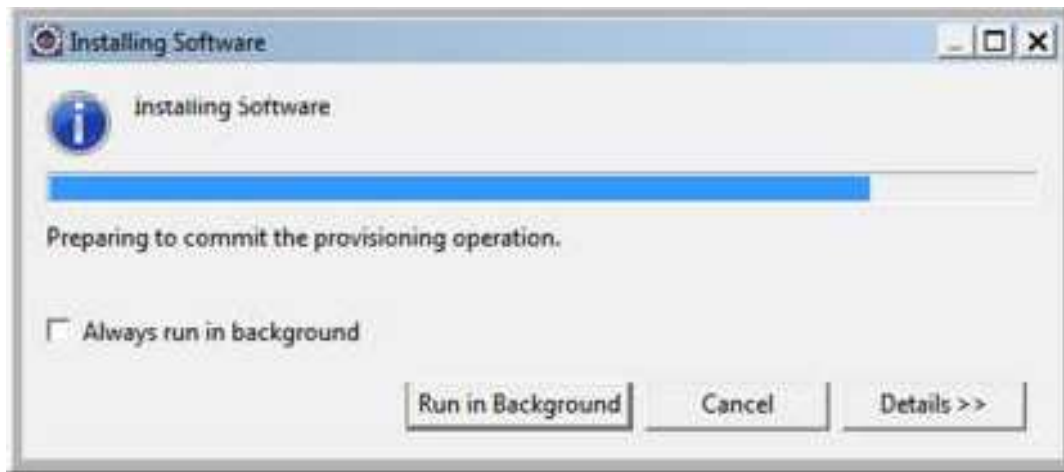 Installing Software
Installing Software
Preparing to commit the provisioning operation.
Always run in background
Run in Background
Cancel
Details >>